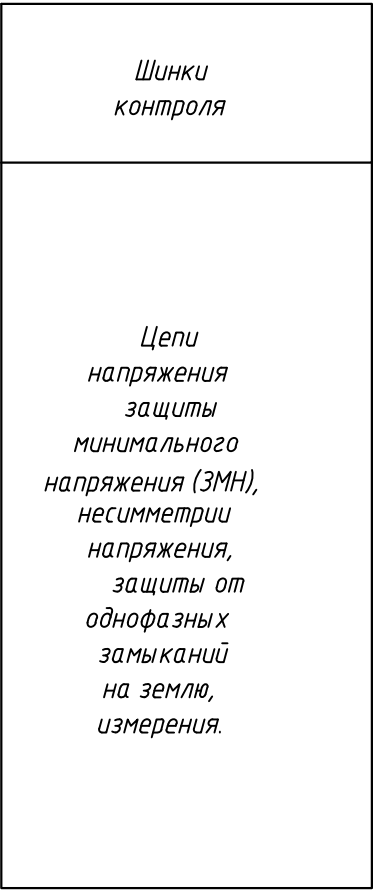 Шинки
контроля
Цепи
напряжения
защиты
минимального
напряжения (ЗМН),
несимметрии
напряжения,
защиты от
однофазных
замыканий
на землю,
измерения.